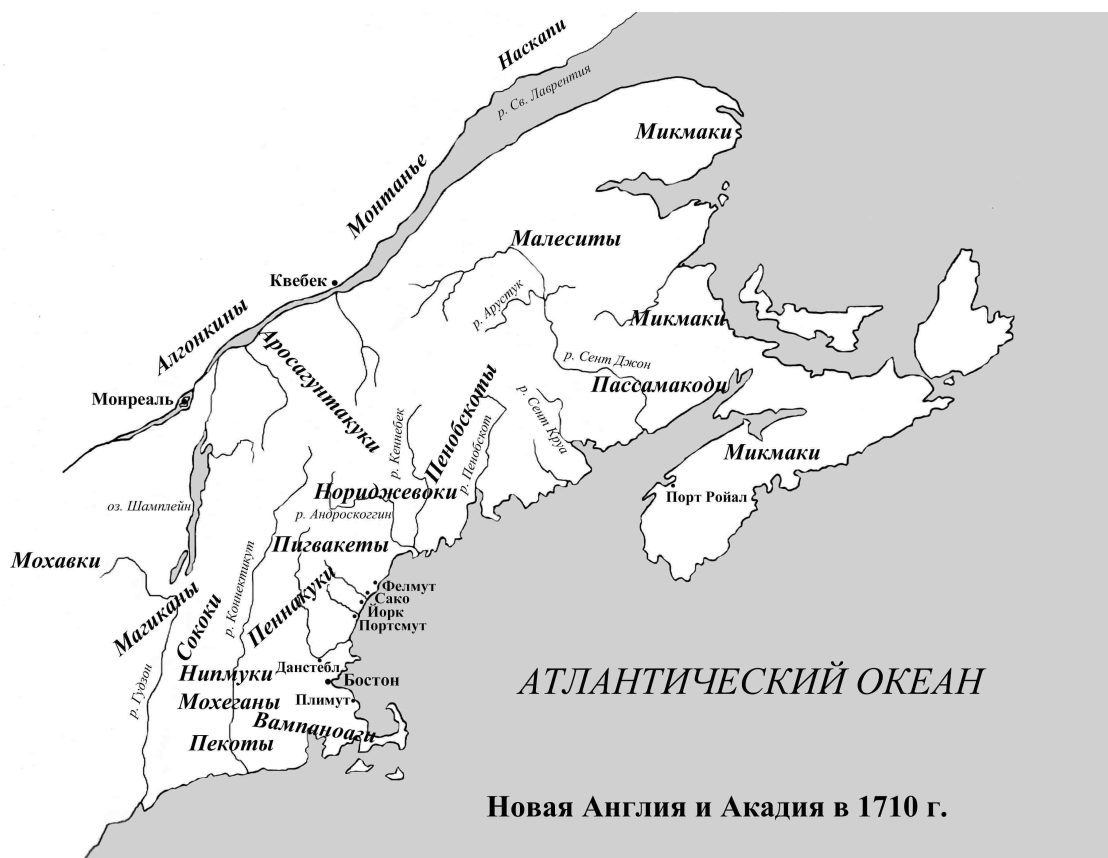 Наскапи
р. Св. Лаврентия
Микмаки
Монтанье
Малеситы
Квебек
р. Арустук
Микмаки
Алгонкины
Аросагунтакуки
р. Сент Джон
Пассамакоди
Монреаль
р. Кеннебек
Пенобскоты
р. Пенобскот
р. Сент Круа
Микмаки
Порт Ройал
Нориджевоки
оз. Шамплейн
р. Андроскоггин
Пигвакеты
Мохавки
р. Коннектикут
Пеннакуки
Фелмут
Сако
Йорк
Портсмут
Магиканы
Сококи
Данстёбл
Нипмуки
Бостон
АТЛАНТИЧЕСКИЙ ОКЕАН
р. Гудзон
Мохеганы
Плимут
Вампаноаги
Пекоты
Новая Англия и Акадия в 1710 г.